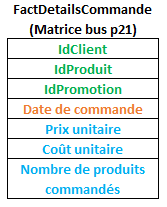 FactDetailsCommande
(Matrice bus p21)
IdClient
IdProduit
IdPromotion
Date de commande
Prix unitaire
Coût unitaire
Nombre de produits
commandés